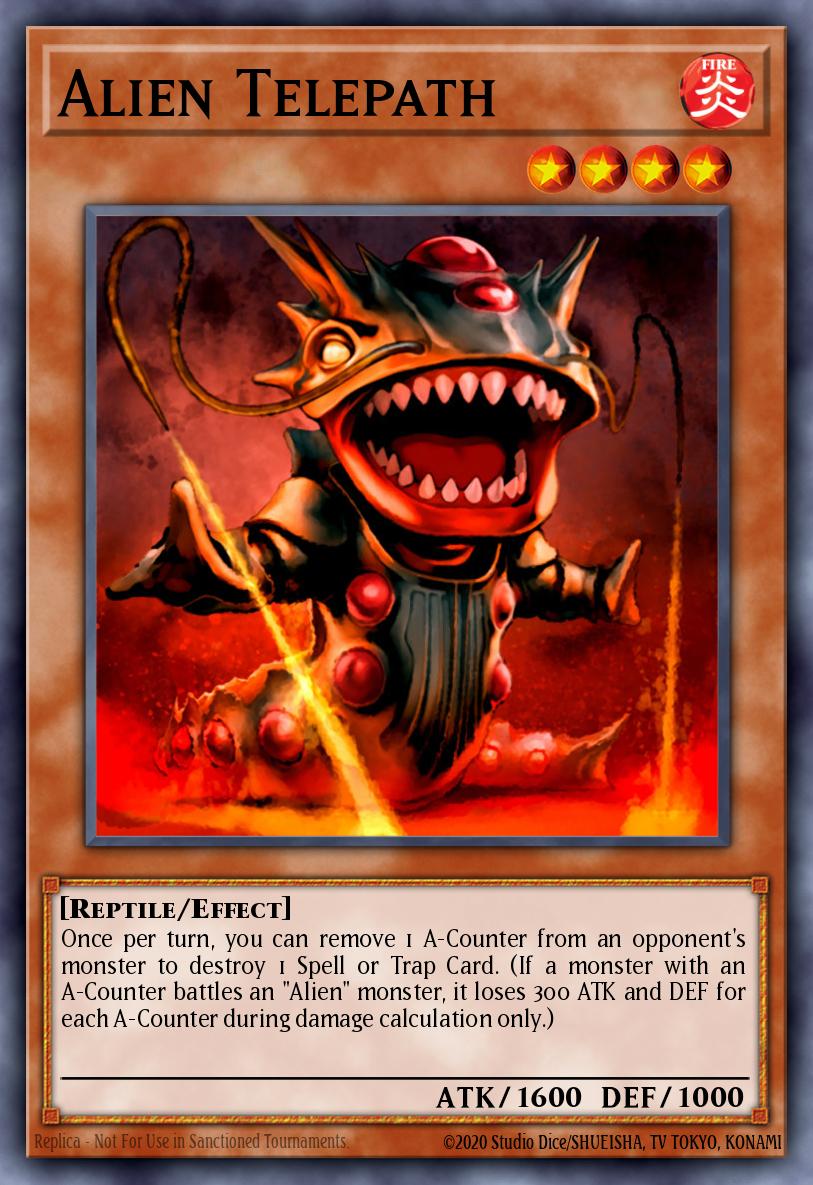 Alien Telepath
FIRE
炎
[Reptile/Effect]
Once per turn, you can remove 1 A-Counter from an opponent's
monster to destroy 1 Spell or Trap Card. (If a monster with an
A-Counter battles an "Alien" monster, it loses 300 ATK and DEF for
each A-Counter during damage calculation only.)
ATK/1600 DEF/1000
Replica - Not For Use in Sanctioned Tournaments.
©2020 Studio Dice/SHUEISHA, TV TOKYO, KONAMI